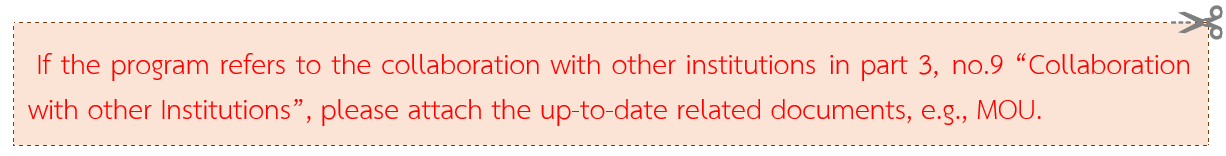 If the program refers to the collaboration with other institutions in part 3, no.9 “Collaboration
with other Institutions”, please attach the up-to-date related documents, e.g., MOU.